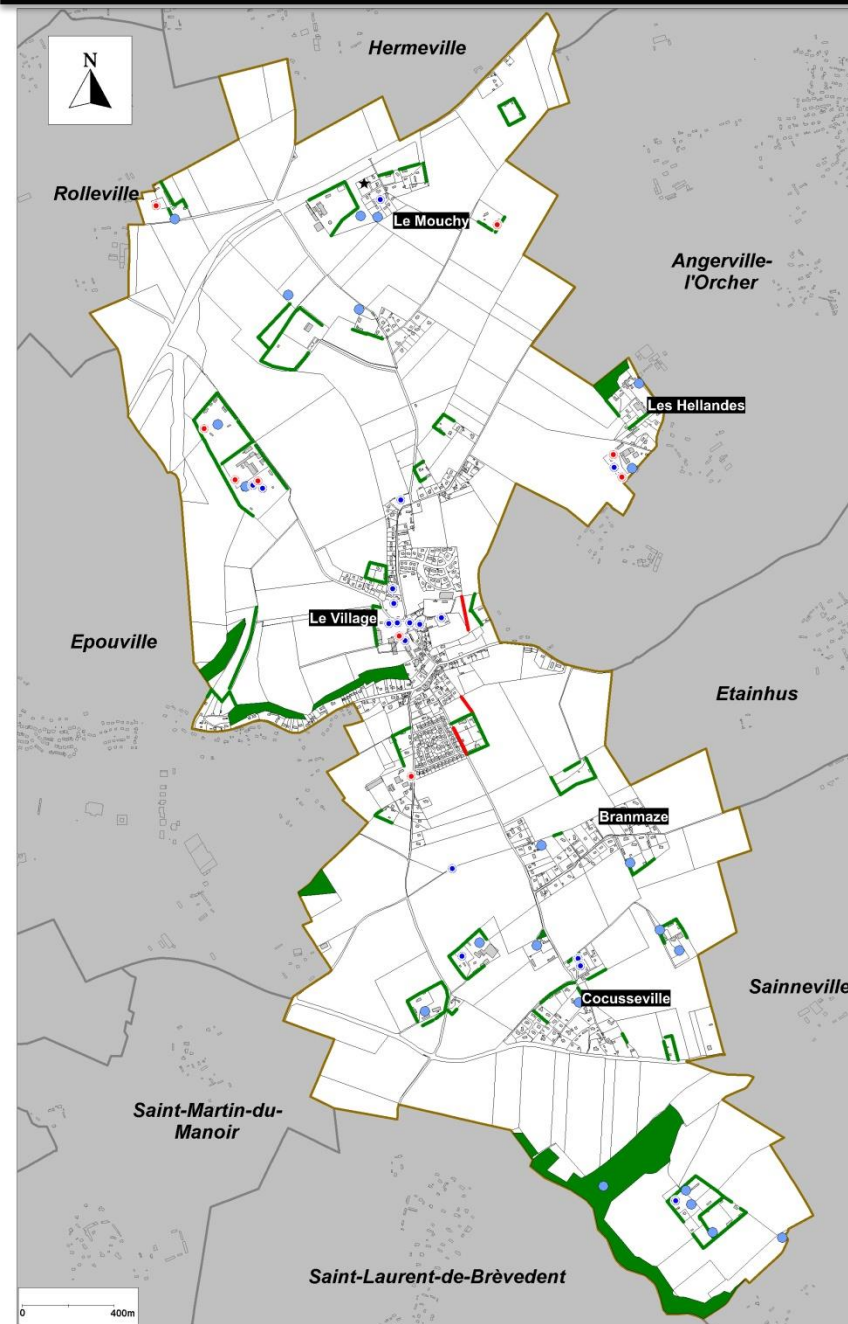 Hermeville
N
Rolleville
Le Mouchy
Angerville-
l'Orcher
Les Hellandes
Le Village
Epouville
Etainhus
Branmaze
Sainneville
Cocusseville
Saint-Martin-du-
Manoir
Saint-Laurent-de-Brèvedent
0 400m